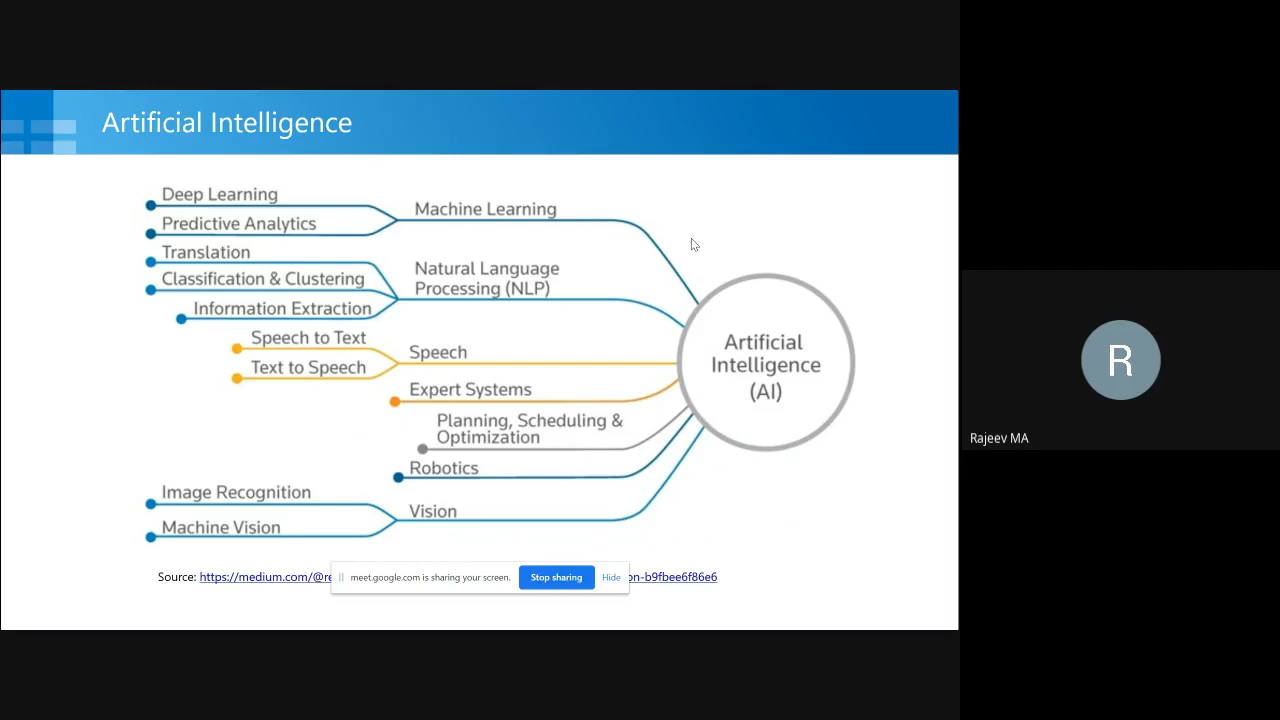 Artificial Intelligence
Deep Learning
Predictive Analytics
Machine Learning
Translation
Classification & Clustering
Information Extraction
Natural Language
Processing (NLP)
Speech to Text
Text to Speech
Speech
Expert Systems
Planning, Scheduling &
Optimization
Robotics
Image Recognition
Machine Vision
Vision
Artificial
Intelligence
(AI)
Source: https://medium.com/@re
on-b9fbee6f86e6
meet.google.com is sharing your screen.
Stop sharing
Hide
R
Rajeev MA